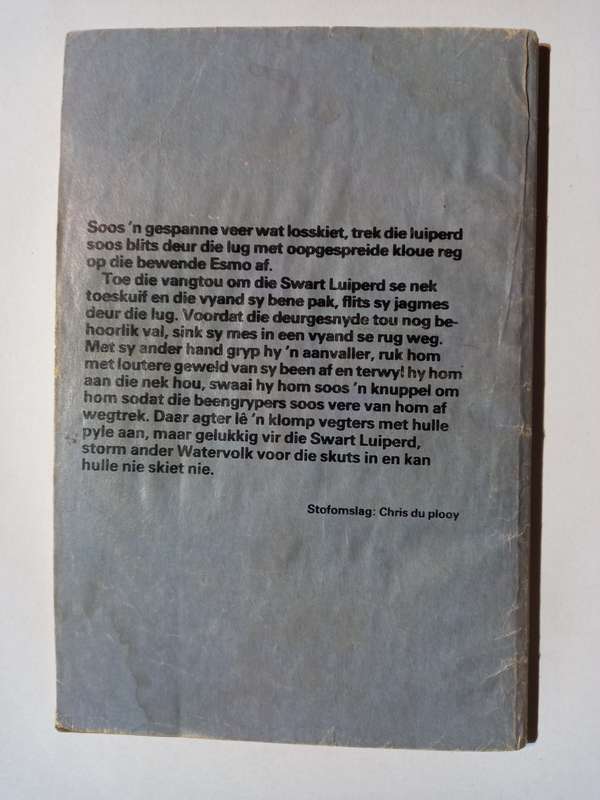 Soos 'n gespanne veer wat losskiet, trek die luiperd
soos blits deur die lug met oopgespreide kloue reg
op die bewende Esmo af.
Toe die vangtou om die Swart Luiperd se nek
toeskuif en die vyand sy bene pak, flits sy jagmes
deur die lug. Voordat die deurgesnyde tou nog be-
hoorlik val, sink sy mes in een vyand se rug weg.
Met sy ander hand gryp hy 'n aanvaller, ruk hom
met loutere geweld van sy been af en terwyl hy hom
aan die nek hou, swaai hy hom soos 'n knuppel om
hom sodat die beengrypers soos vere van hom af
wegtrek. Daar agter lê 'n klomp vegters met hulle
pyle aan, maar gelukkig vir die Swart Luiperd,
storm ander Watervolk voor die skuts in en kan
hulle nie skiet nie.
Stofomslag: Chris du plooy